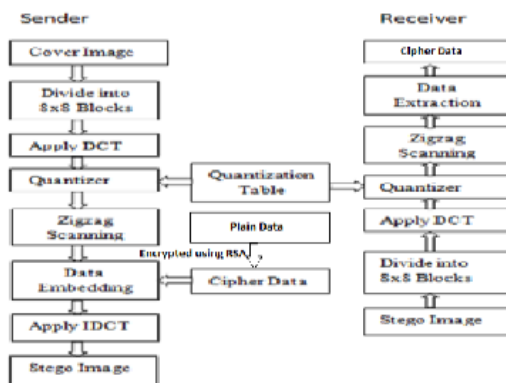 Sender
Cover Image
Divide into
8x8 Blocks
Apply DCT
Quantizer
Zigzag
Scanning
Data
Embedding
Apply IDCT
Stego Image
Quantization
Table
Plain Data
Encrypted using RSA
Cipher Data
Receiver
Cipher Data
Data
Extraction
Zigzag
Scanning
Quantizer
Apply DCT
Divide into
8x8 Blocks
Stego Image